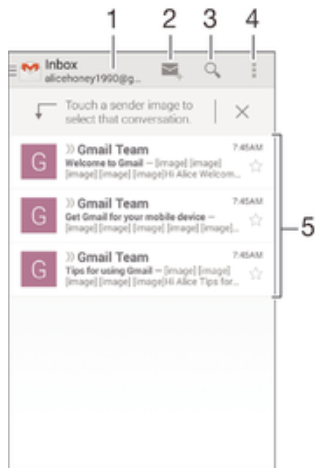 1 2 3 4
Inbox
alicehoney1990@g...
Touch a sender image to
select that conversation.
G
Gmail Team 7:45AM
Welcome to Gmail – [image] [image]
[image] [image] [image]Hi Alice Welcom...
G
Gmail Team 7:45AM
Get Gmail for your mobile device –
[image] [image] [image] [image] [image]...
G
Gmail Team 7:45AM
Tips for using Gmail – [image] [image]
[image] [image] [image]Hi Alice Tips for...
5